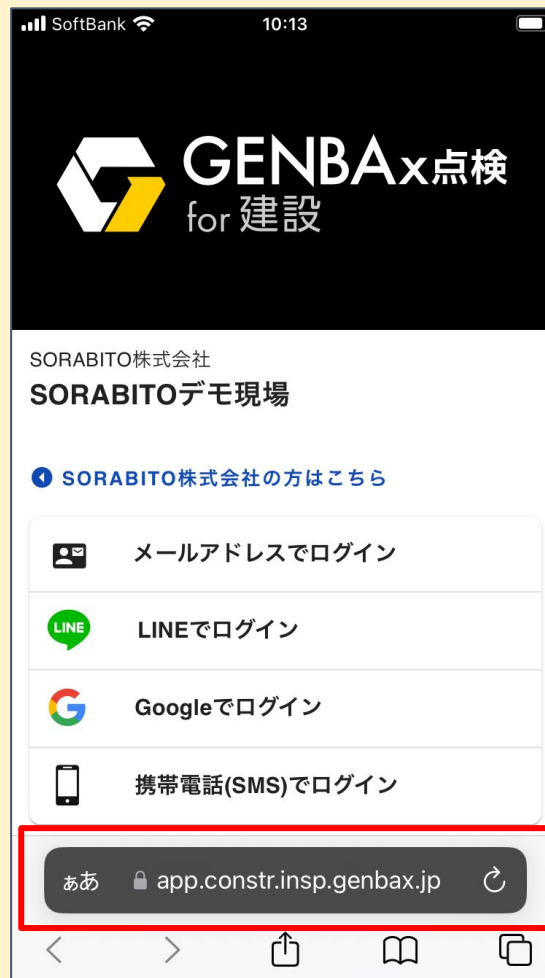 SoftBank 10:13
GENBAx点検
for 建設
SORABITO株式会社
SORABITOデモ現場
SORABITO株式会社の方はこちら
メールアドレスでログイン
LINE LINEでログイン
Googleでログイン
携帯電話(SMS)でログイン
ぁあ app.constr.insp.genbax.jp